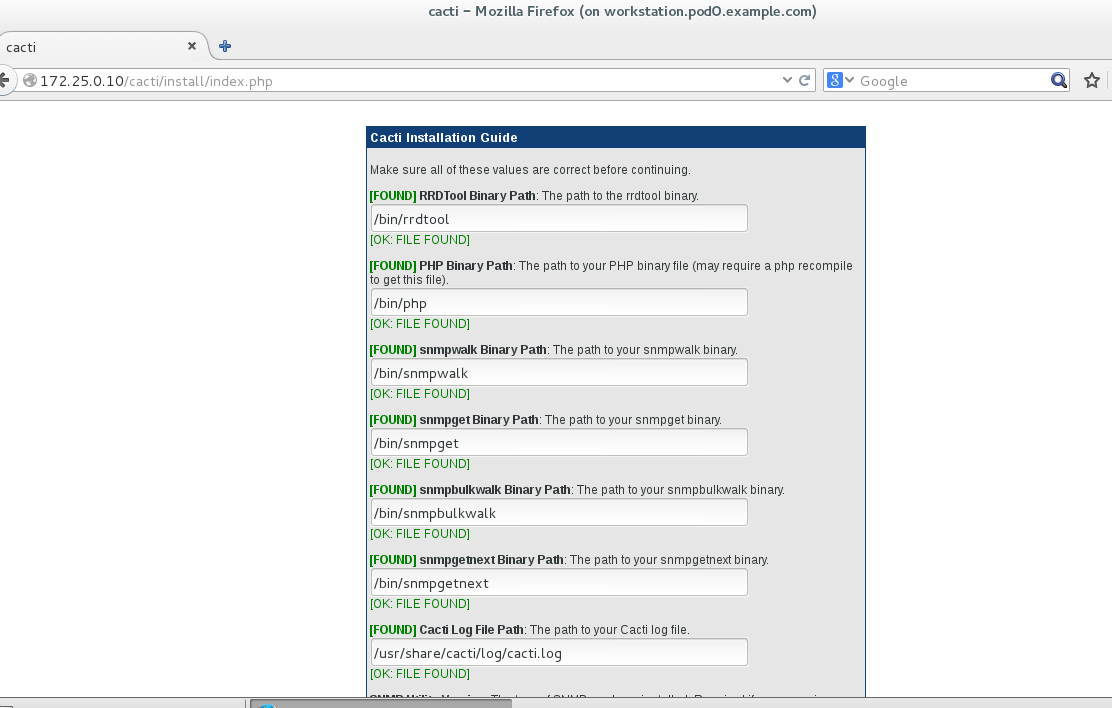 cacti - Mozilla Firefox (on workstation.pod0.example.com)
cacti
172.25.0.10/cacti/install/index.php
8 Google
Cacti Installation Guide
Make sure all of these values are correct before continuing.
[FOUND] RRDTool Binary Path: The path to the rrdtool binary.
/bin/rrdtool
[OK: FILE FOUND]
[FOUND] PHP Binary Path: The path to your PHP binary file (may require a php recompile
to get this file).
/bin/php
[OK: FILE FOUND]
[FOUND] snmpwalk Binary Path: The path to your snmpwalk binary.
/bin/snmpwalk
[OK: FILE FOUND]
[FOUND] snmpget Binary Path: The path to your snmpget binary.
/bin/snmpget
[OK: FILE FOUND]
[FOUND] snmpbulkwalk Binary Path: The path to your snmpbulkwalk binary.
/bin/snmpbulkwalk
[OK: FILE FOUND]
[FOUND] snmpgetnext Binary Path: The path to your snmpgetnext binary.
/bin/snmpgetnext
[OK: FILE FOUND]
[FOUND] Cacti Log File Path: The path to your Cacti log file.
/usr/share/cacti/log/cacti.log
[OK: FILE FOUND]